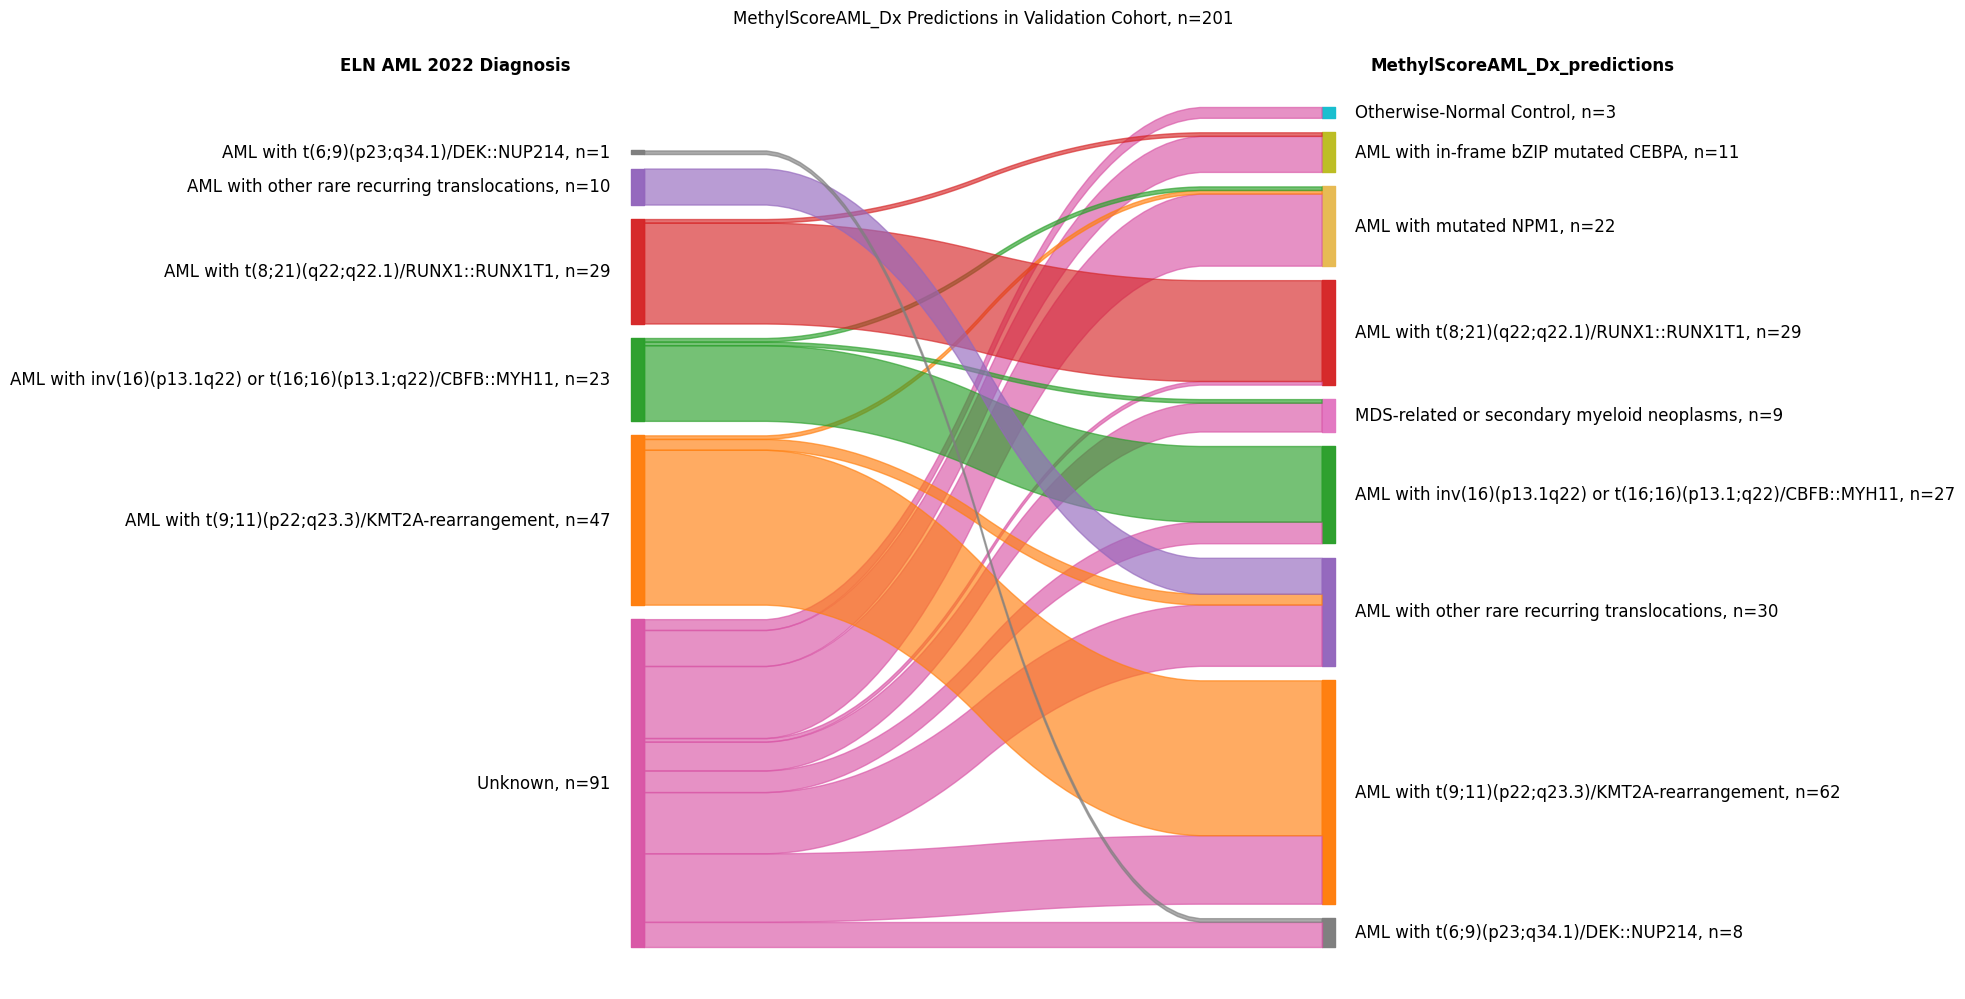 MethylScoreAML_Dx Predictions in Validation Cohort, n=201
ELN AML 2022 Diagnosis
AML with t(6;9)(p23;q34.1)/DEK::NUP214, n=1
AML with other rare recurring translocations, n=10
AML with t(8;21)(q22;q22.1)/RUNX1::RUNX1T1, n=29
AML with inv(16)(p13.1q22) or t(16;16)(p13.1;q22)/CBFB::MYH11, n=23
AML with t(9;11)(p22;q23.3)/KMT2A-rearrangement, n=47
Unknown, n=91
MethylScoreAML_Dx_predictions
Otherwise-Normal Control, n=3
AML with in-frame bZIP mutated CEBPA, n=11
AML with mutated NPM1, n=22
AML with t(8;21)(q22;q22.1)/RUNX1::RUNX1T1, n=29
MDS-related or secondary myeloid neoplasms, n=9
AML with inv(16)(p13.1q22) or t(16;16)(p13.1;q22)/CBFB::MYH11, n=27
AML with other rare recurring translocations, n=30
AML with t(9;11)(p22;q23.3)/KMT2A-rearrangement, n=62
AML with t(6;9)(p23;q34.1)/DEK::NUP214, n=8